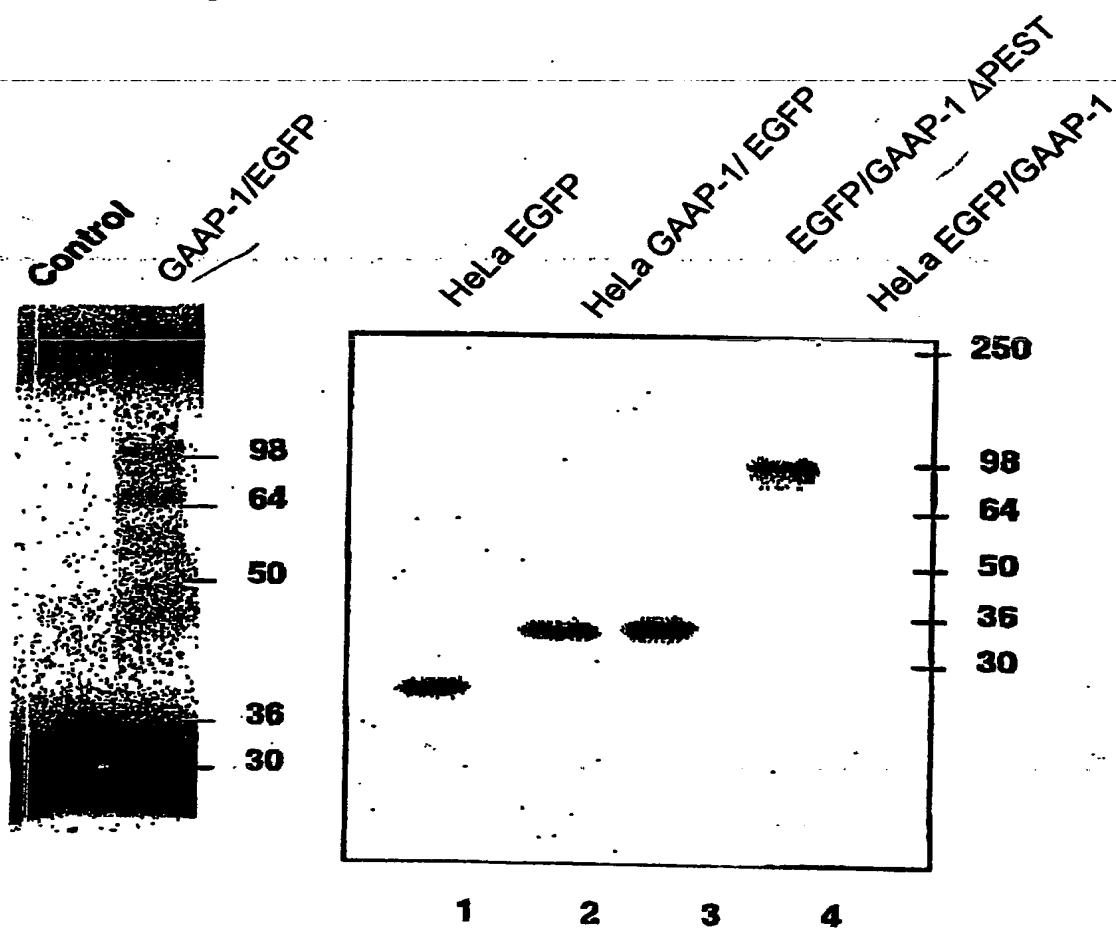 Control
GAAP-1/EGFP
98
64
50
36
30
HeLa EGFP
HeLa GAAP-1/ EGFP
EGFP/GAAP-1 ΔPEST
HeLa EGFP/GAAP-1
250
98
64
50
36
30
1
2
3
4